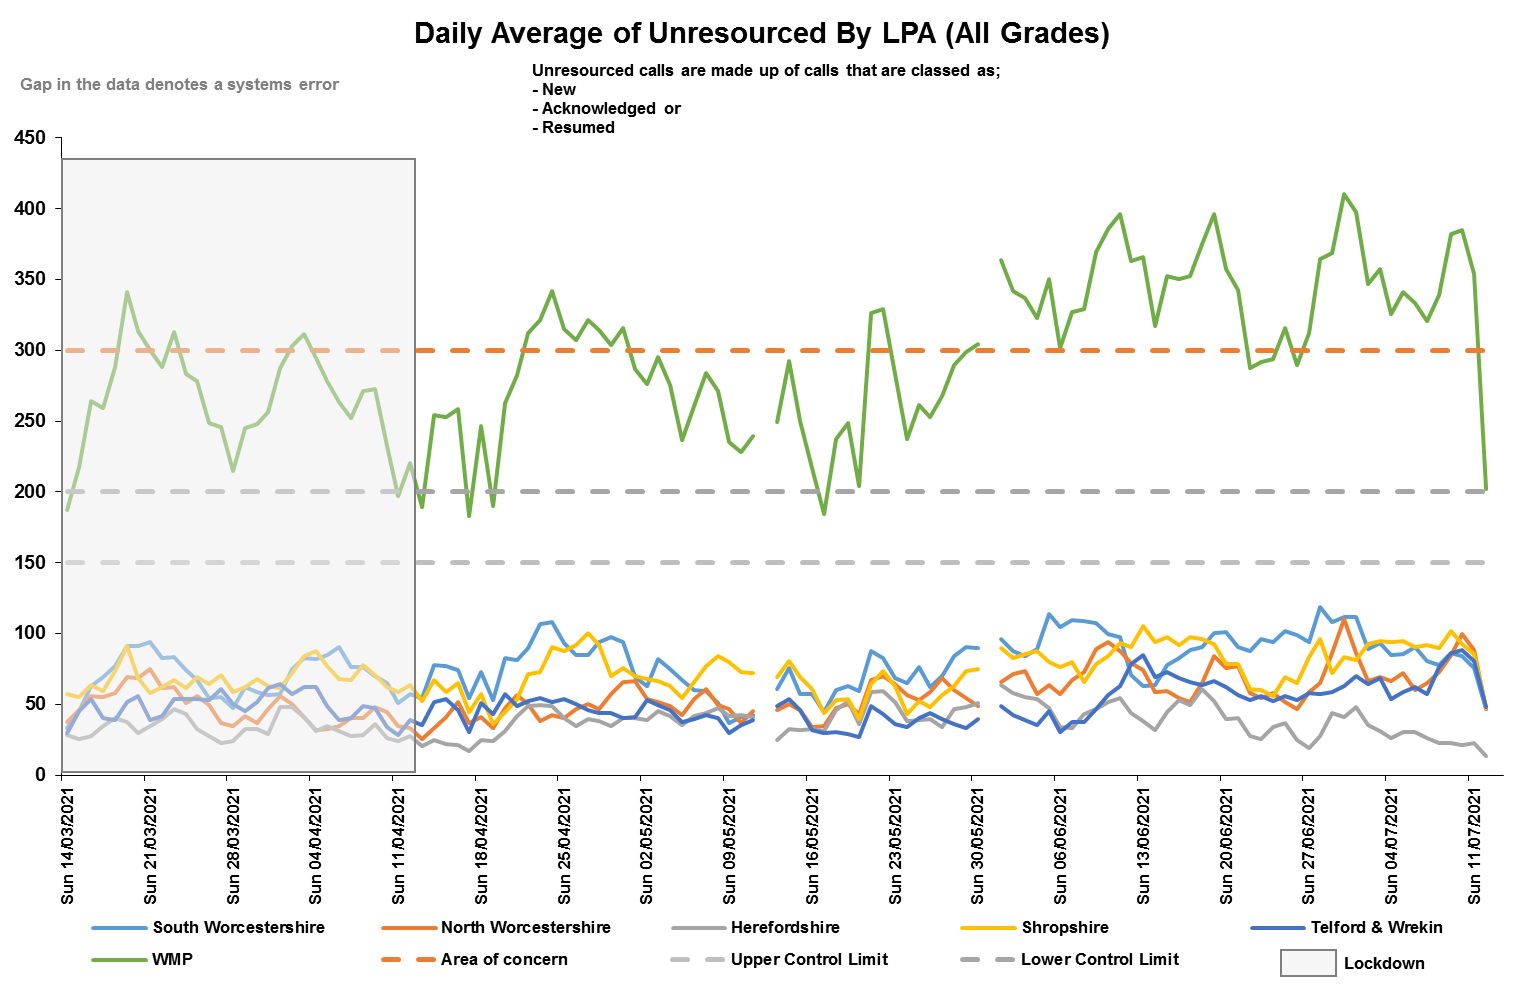 Daily Average of Unresourced By LPA (All Grades)
Gap in the data denotes a systems error
Unresourced calls are made up of calls that are classed as;
- New
- Acknowledged or
- Resumed
450
400
350
300
250
200
150
100
50
0
Sun 14/03/2021
Sun 21/03/2021
Sun 28/03/2021
Sun 04/04/2021
Sun 11/04/2021
Sun 18/04/2021
Sun 25/04/2021
Sun 02/05/2021
Sun 09/05/2021
Sun 16/05/2021
Sun 23/05/2021
Sun 30/05/2021
Sun 06/06/2021
Sun 13/06/2021
Sun 20/06/2021
Sun 27/06/2021
Sun 04/07/2021
Sun 11/07/2021
South Worcestershire North Worcestershire Herefordshire Shropshire Telford & Wrekin
WMP Area of concern Upper Control Limit Lower Control Limit Lockdown